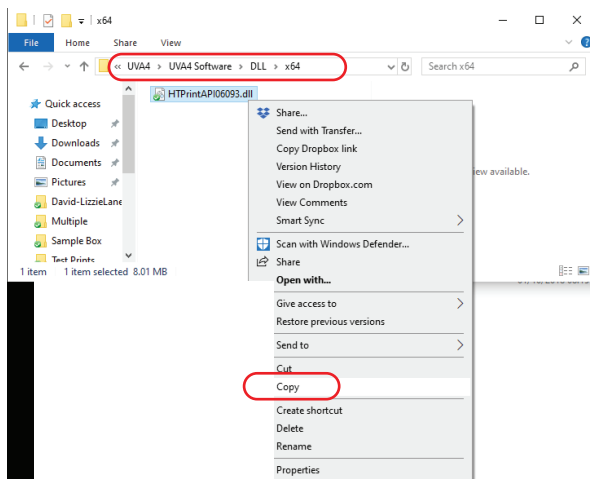 x64
File Home Share View
« UVA4 > UVA4 Software > DLL > x64 Search x64
Quick access
Desktop
Downloads
Documents
Pictures
David-LizzieLane
Multiple
Sample Box
Test Prints
HTPrintAPI06093.dll
Share...
Send with Transfer...
Copy Dropbox link
Version History
View on Dropbox.com
View Comments
Smart Sync
Scan with Windows Defender...
Share
Open with...
Give access to
Restore previous versions
Send to
Cut
Copy
Create shortcut
Delete
Rename
Properties
available.
1 item 1 item selected 8.01 MB